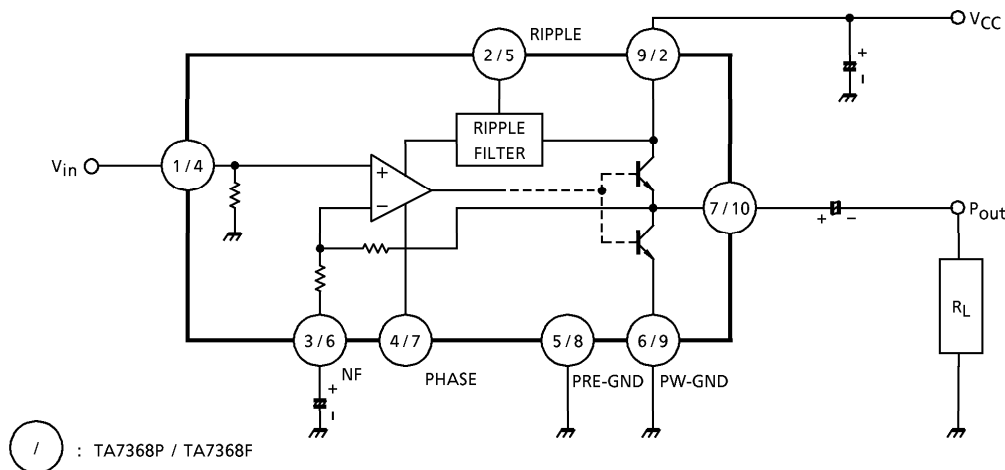 RIPPLE
VCC
2 / 5
9 / 2
RIPPLE
FILTER
Vin
1 / 4
+
−
7 / 10
+
−
Pout
+
−
RL
3 / 6
4 / 7
5 / 8
6 / 9
NF
PHASE
PRE-GND
PW-GND
+
−
/ : TA7368P / TA7368F